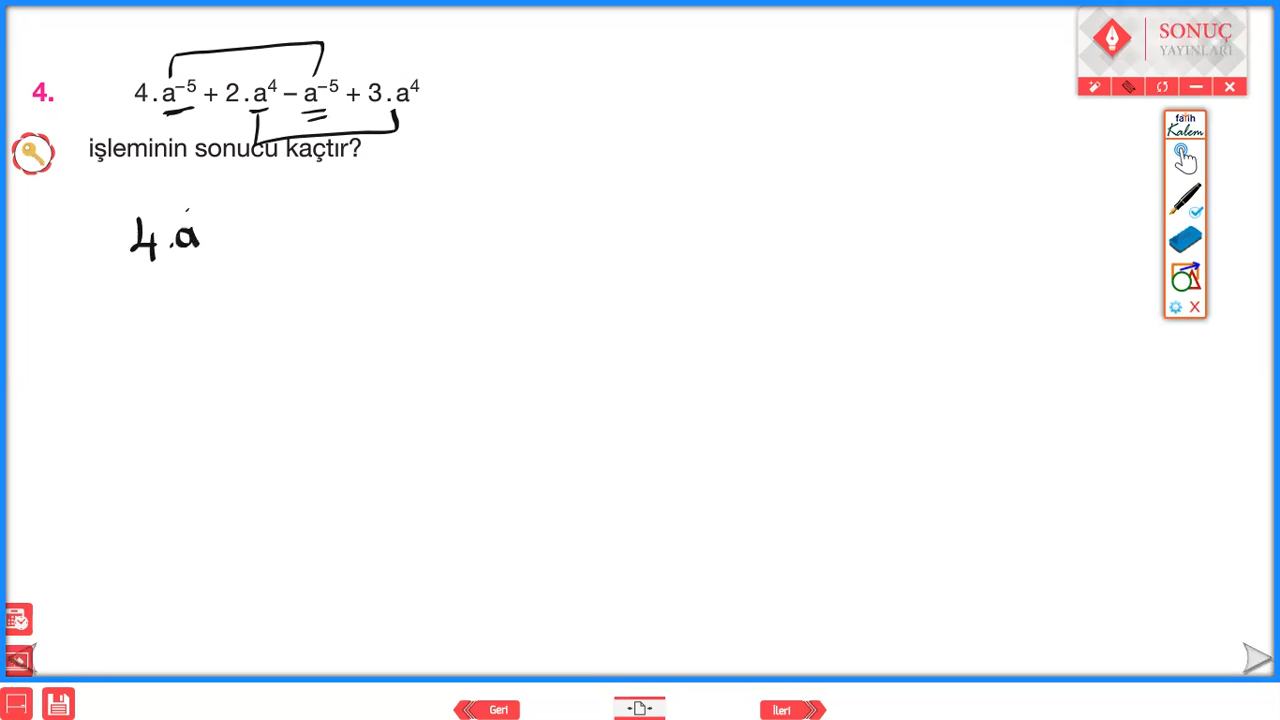 SONUÇ
YAYINLARI
4. 4 . a⁻⁵ + 2 . a⁴ – a⁻⁵ + 3 . a⁴
işleminin sonucu kaçtır?
fatih
Kalem
4 . a
Geri
İleri